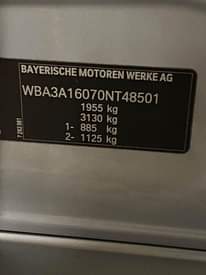 BAYERISCHE MOTOREN WERKE AG
WBA3A16070NT48501
1955 kg
3130 kg
1- 885 kg
2- 1125 kg